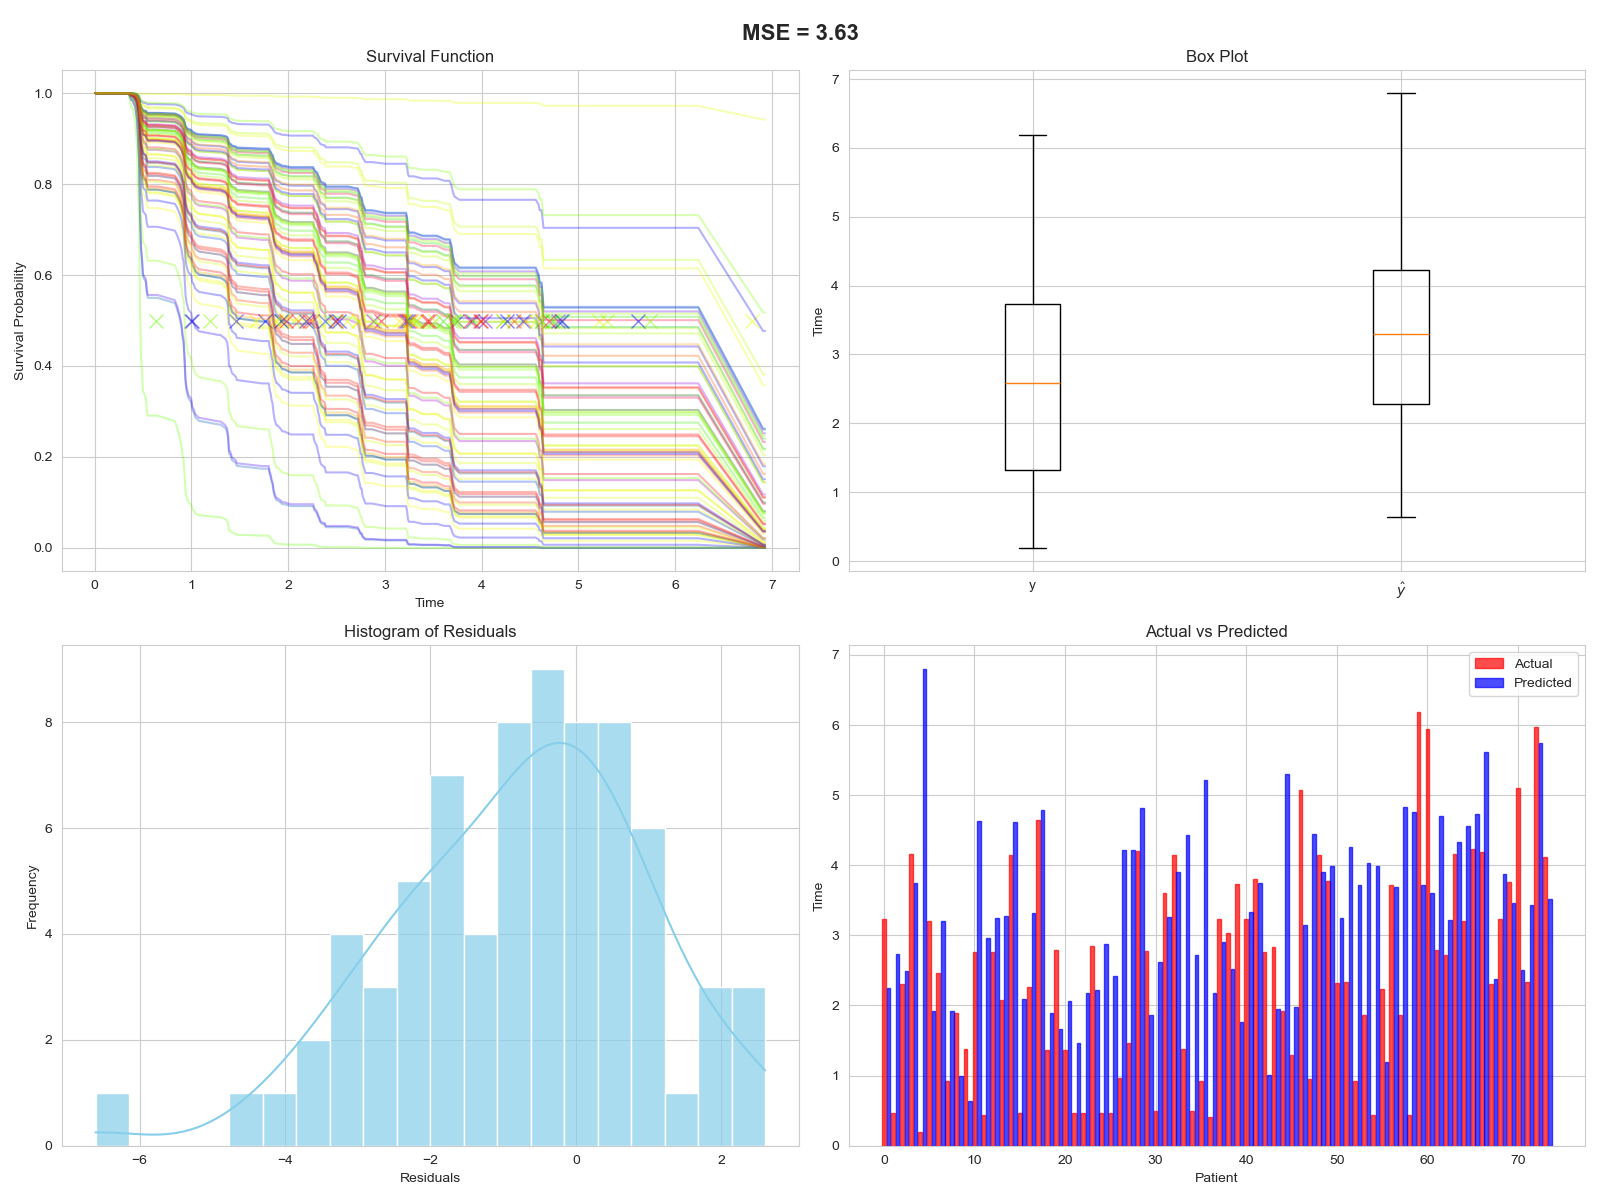 MSE = 3.63
Survival Function
Survival Probability
1.0
0.8
0.6
0.4
0.2
0.0
0 1 2 3 4 5 6 7
Time
Box Plot
Time
7
6
5
4
3
2
1
0
y ŷ
Histogram of Residuals
Frequency
8
6
4
2
0
−6 −4 −2 0 2
Residuals
Actual vs Predicted
Time
7
6
5
4
3
2
1
0
Actual
Predicted
0 10 20 30 40 50 60 70
Patient